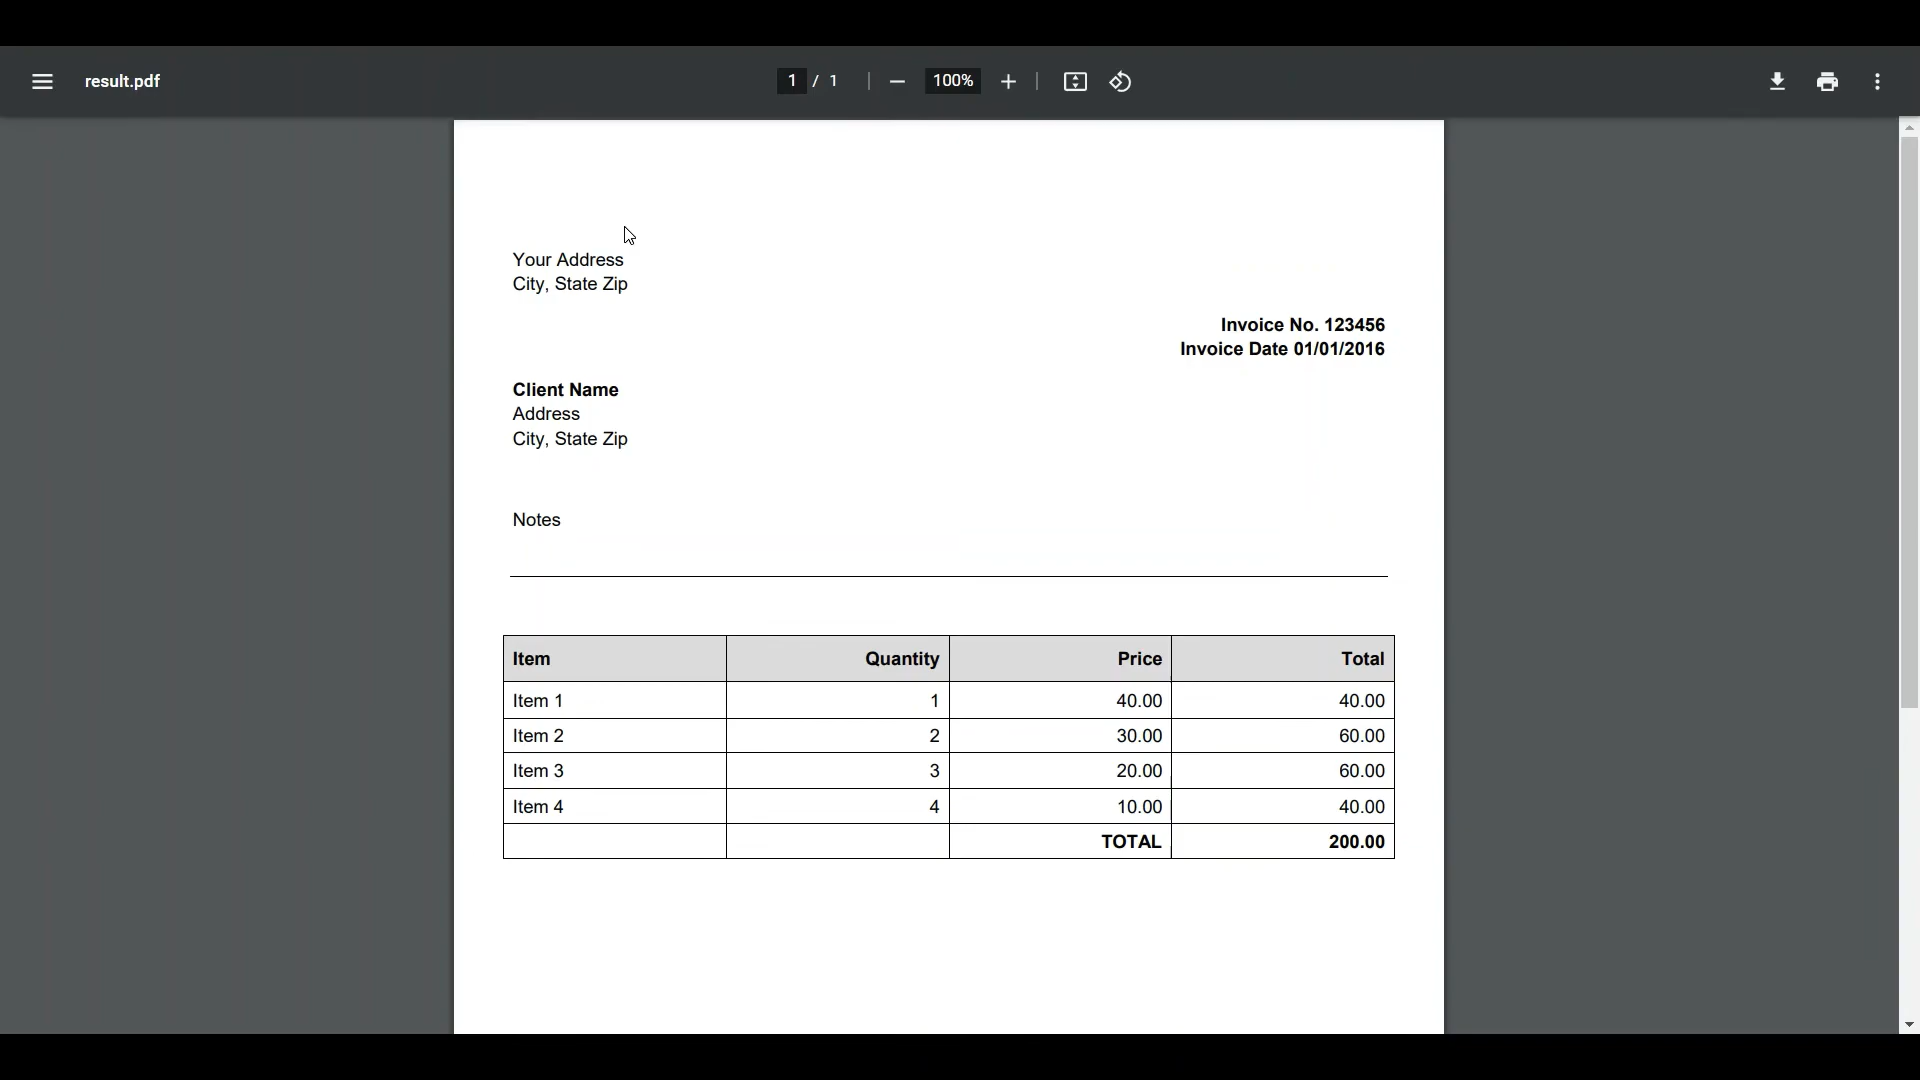 result.pdf
1 / 1
100%
Your Address
City, State Zip
Invoice No. 123456
Invoice Date 01/01/2016
Client Name
Address
City, State Zip
Notes
Item Quantity Price Total
Item 1 1 40.00 40.00
Item 2 2 30.00 60.00
Item 3 3 20.00 60.00
Item 4 4 10.00 40.00
TOTAL 200.00